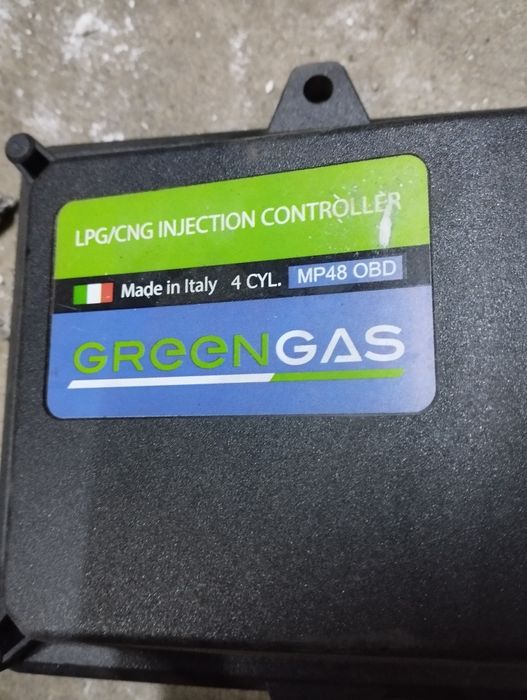 LPG/CNG INJECTION CONTROLLER
Made in Italy 4 CYL. MP48 OBD
GREENGAS